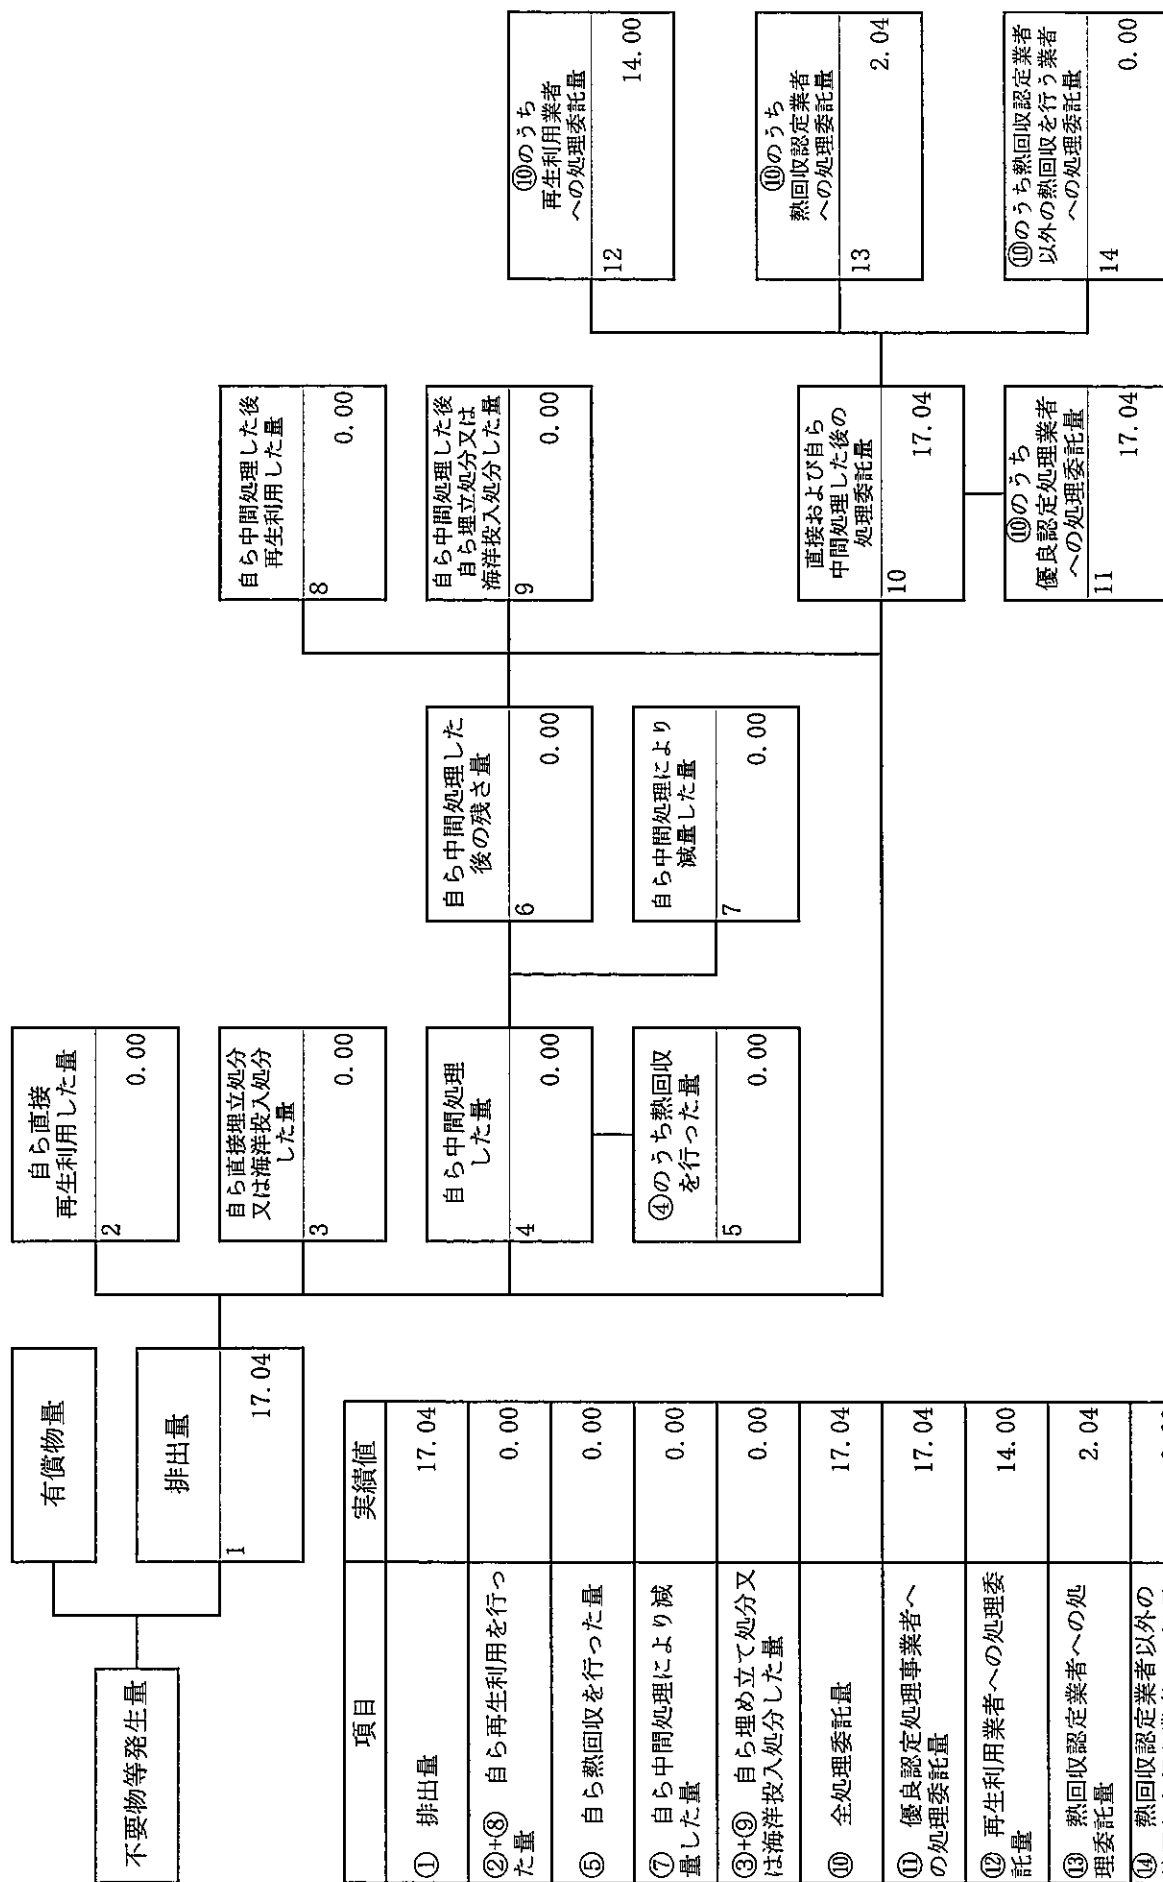 不要物等発生量
有償物量
排出量
1
17.04
自ら直接
再生利用した量
2
0.00
自ら直接埋立処分
又は海洋投入処分
した量
3
0.00
自ら中間処理
した量
4
0.00
④のうち熱回収
を行った量
5
0.00
自ら中間処理した
後の残さ量
6
0.00
自ら中間処理により
減量した量
7
0.00
自ら中間処理した後
再生利用した量
8
0.00
自ら中間処理した後
自ら埋立処分又は
海洋投入処分した量
9
0.00
直接および自ら
中間処理した後の
処理委託量
10
17.04
⑩のうち
優良認定処理業者
への処理委託量
11
17.04
⑩のうち
再生利用業者
への処理委託量
12
14.00
⑩のうち
熱回収認定業者
への処理委託量
13
2.04
⑩のうち熱回収認定業者
以外の熱回収を行う業者
への処理委託量
14
0.00
項目 実績値
① 排出量 17.04
②+⑧ 自ら再生利用を行っ
た量 0.00
⑤ 自ら熱回収を行った量 0.00
⑦ 自ら中間処理により減
量した量 0.00
③+⑨ 自ら埋め立て処分又
は海洋投入処分した量 0.00
⑩ 全処理委託量 17.04
⑪ 優良認定処理事業者へ
の処理委託量 17.04
⑫ 再生利用業者への処理委
託量 14.00
⑬ 熱回収認定業者への処
理委託量 2.04
⑭ 熱回収認定業者以外の